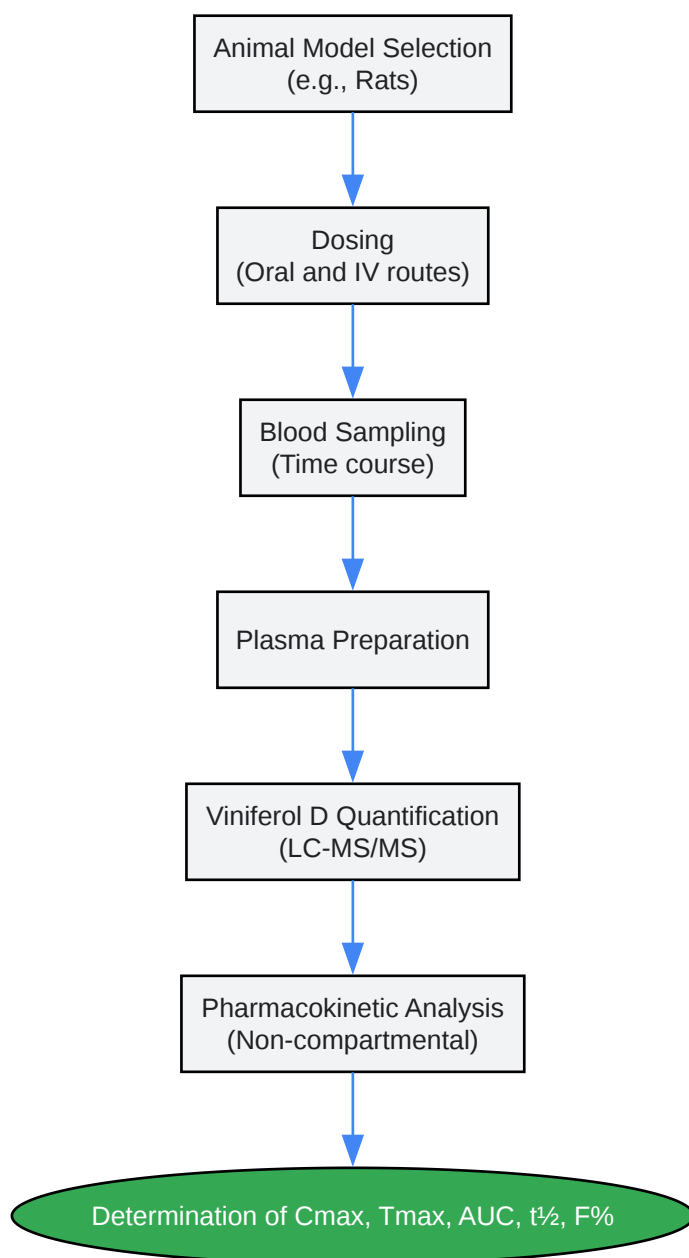 Animal Model Selection
(e.g., Rats)
Dosing
(Oral and IV routes)
Blood Sampling
(Time course)
Plasma Preparation
Viniferol D Quantification
(LC-MS/MS)
Pharmacokinetic Analysis
(Non-compartmental)
Determination of Cmax, Tmax, AUC, t½, F%